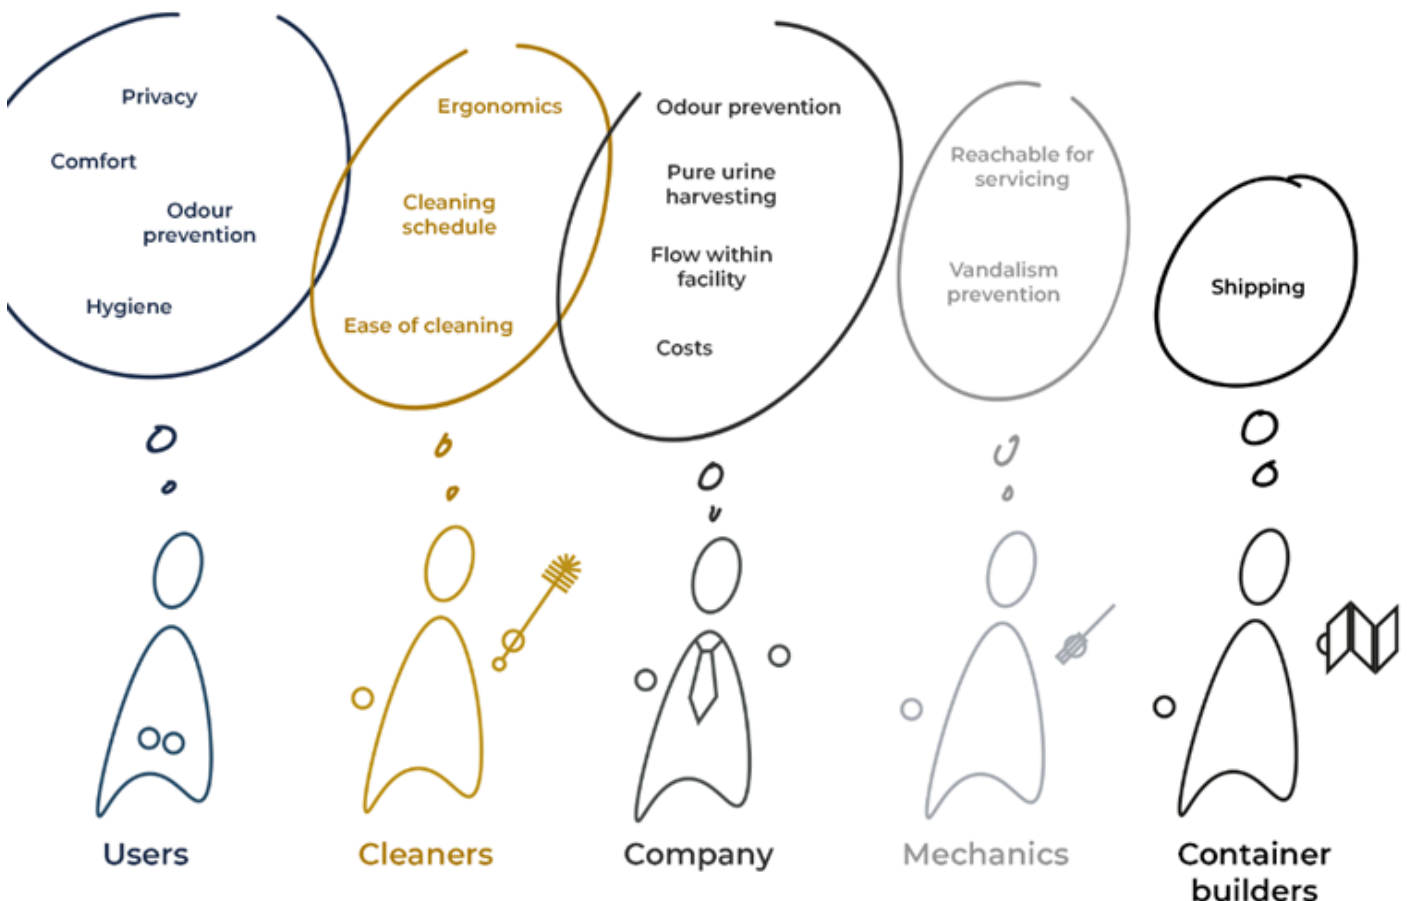 Privacy
Comfort
Odour
prevention
Hygiene
Ergonomics
Cleaning
schedule
Ease of cleaning
Odour prevention
Pure urine
harvesting
Flow within
facility
Costs
Reachable for
servicing
Vandalism
prevention
Shipping
Users
Cleaners
Company
Mechanics
Container
builders